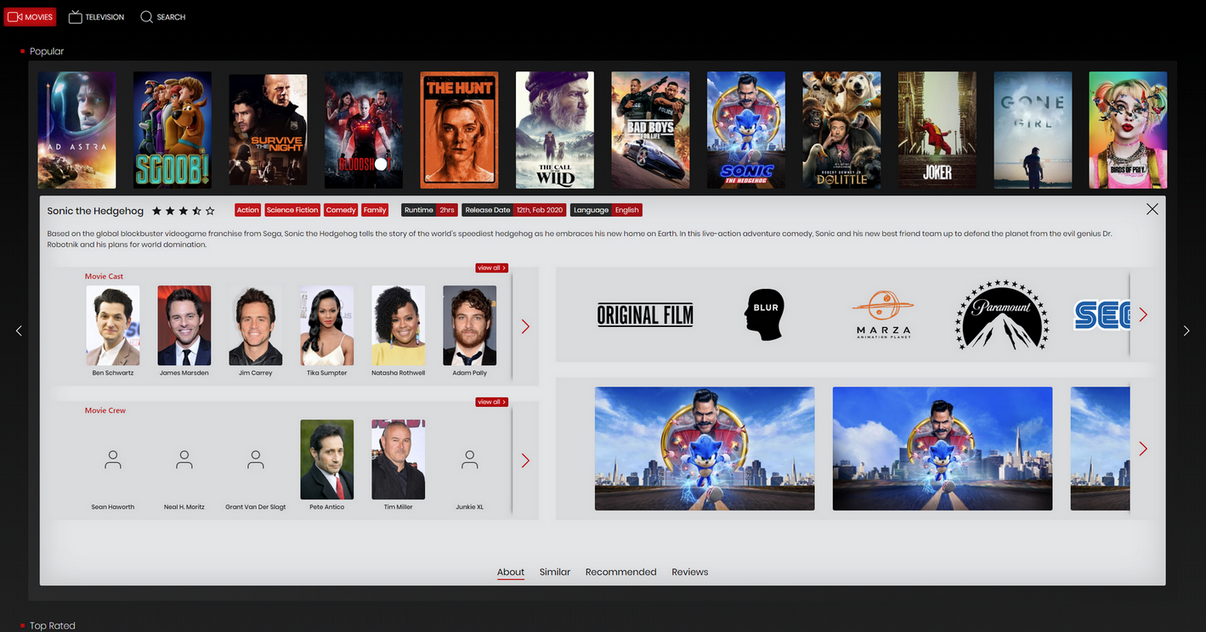 MOVIES
TELEVISION
SEARCH
Popular
AD ASTRA
SCOOB!
SURVIVE
THE NIGHT
BLOODSH
THE HUNT
THE CALL
WILD
POLICE
BAD BOYS
FOR LIFE
SONIC
THE HEDGEHOG
ROBERT DOWNEY JR. IS
DOLITTLE
JOKER
GONE
GIRL
BIRDS OF PREY
Sonic the Hedgehog
Action
Science Fiction
Comedy
Family
Runtime 2hrs
Release Date 12th, Feb 2020
Language English
Based on the global blockbuster videogame franchise from Sega, Sonic the Hedgehog tells the story of the world's speediest hedgehog as he embraces his new home on Earth. In this live-action adventure comedy, Sonic and his new best friend team up to defend the planet from the evil genius Dr.
Robotnik and his plans for world domination.
view all >
Movie Cast
Ben Schwartz
James Marsden
Jim Carrey
Tika Sumpter
Natasha Rothwell
Adam Pally
ORIGINAL FILM
BLUR
MARZA
ANIMATION PLANET
Paramount
SEG
view all >
Movie Crew
Sean Haworth
Neal H. Moritz
Grant Van Der Slagt
Pete Antico
Tim Miller
Junkie XL
About
Similar
Recommended
Reviews
Top Rated